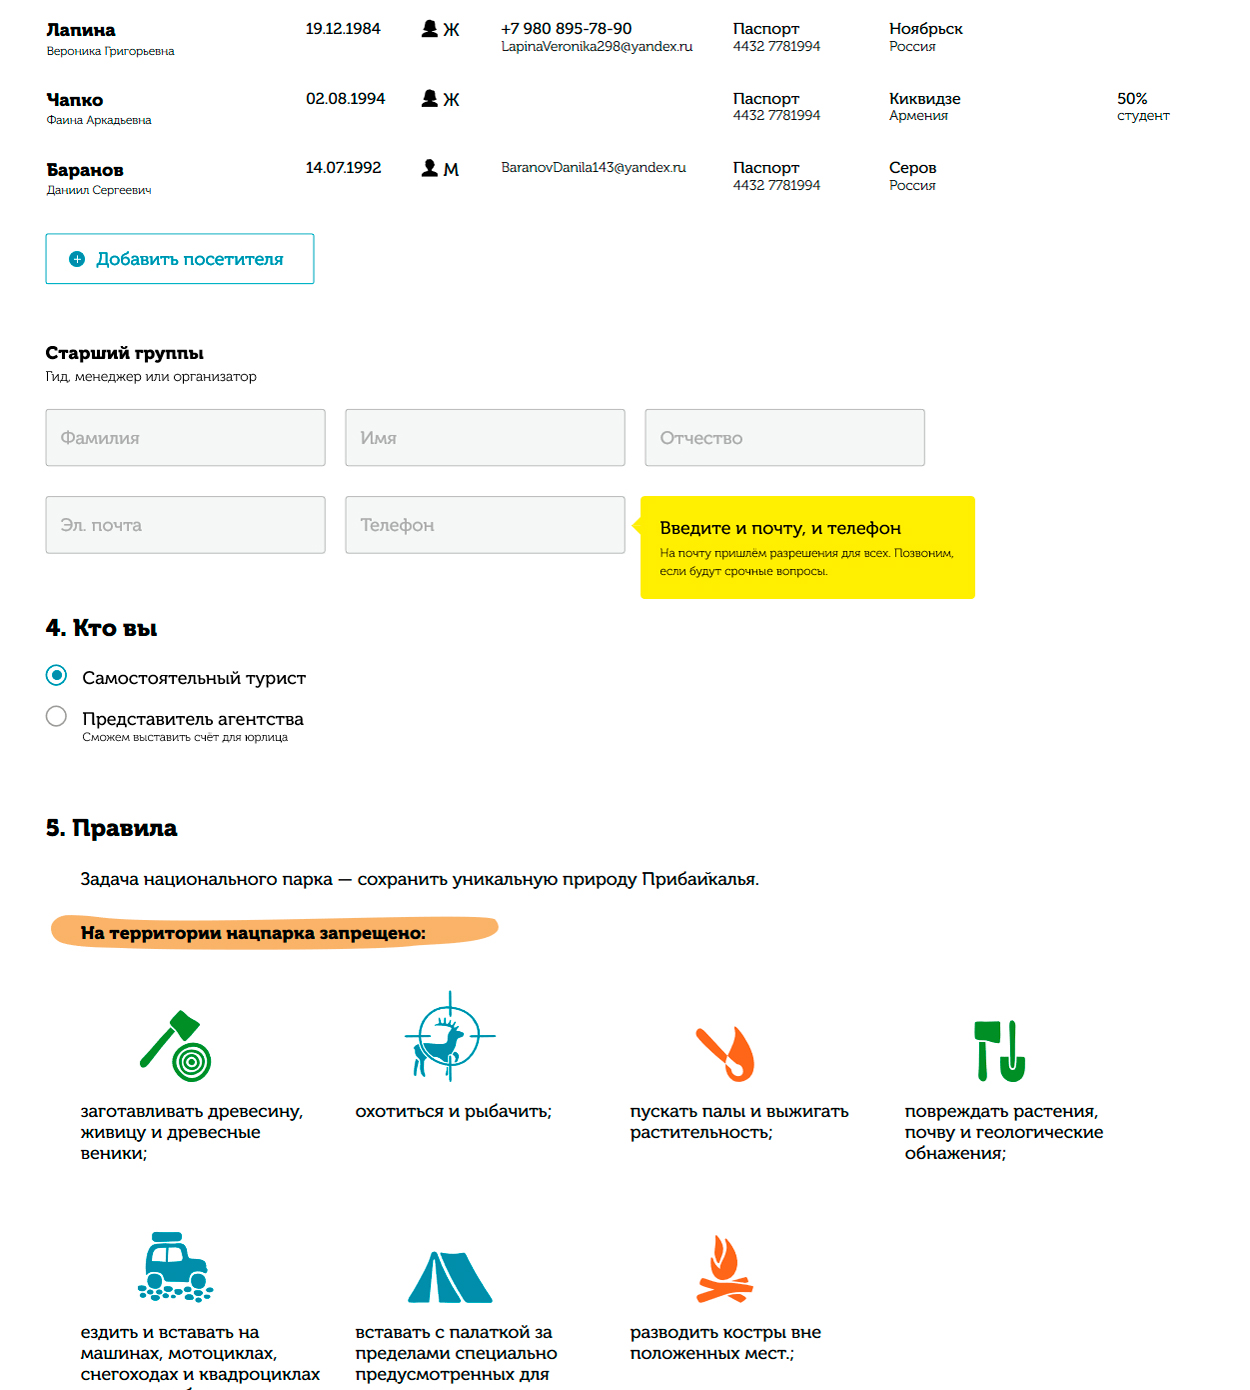 Лапина 19.12.1984 Ж +7 980 895-78-90 Паспорт Ноябрьск
Вероника Григорьевна LapinaVeronika298@yandex.ru 4432 7781994 Россия
Чапко 02.08.1994 Ж Паспорт Киквидзе 50%
Фаина Аркадьевна 4432 7781994 Армения студент
Баранов 14.07.1992 М BaranovDanila143@yandex.ru Паспорт Серов
Даниил Сергеевич 4432 7781994 Россия
Добавить посетителя
Старший группы
Гид, менеджер или организатор
Фамилия Имя Отчество
Эл. почта Телефон
Введите и почту, и телефон
На почту пришлём разрешения для всех. Позвоним,
если будут срочные вопросы.
4. Кто вы
Самостоятельный турист
Представитель агентства
Сможем выставить счёт для юрлица
5. Правила
Задача национального парка — сохранить уникальную природу Прибайкалья.
На территории нацпарка запрещено:
заготавливать древесину,
живицу и древесные
веники;
охотиться и рыбачить;
пускать палы и выжигать
растительность;
повреждать растения,
почву и геологические
обнажения;
ездить и вставать на
машинах, мотоциклах,
снегоходах и квадроциклах
вставать с палаткой за
пределами специально
предусмотренных для
разводить костры вне
положенных мест.;